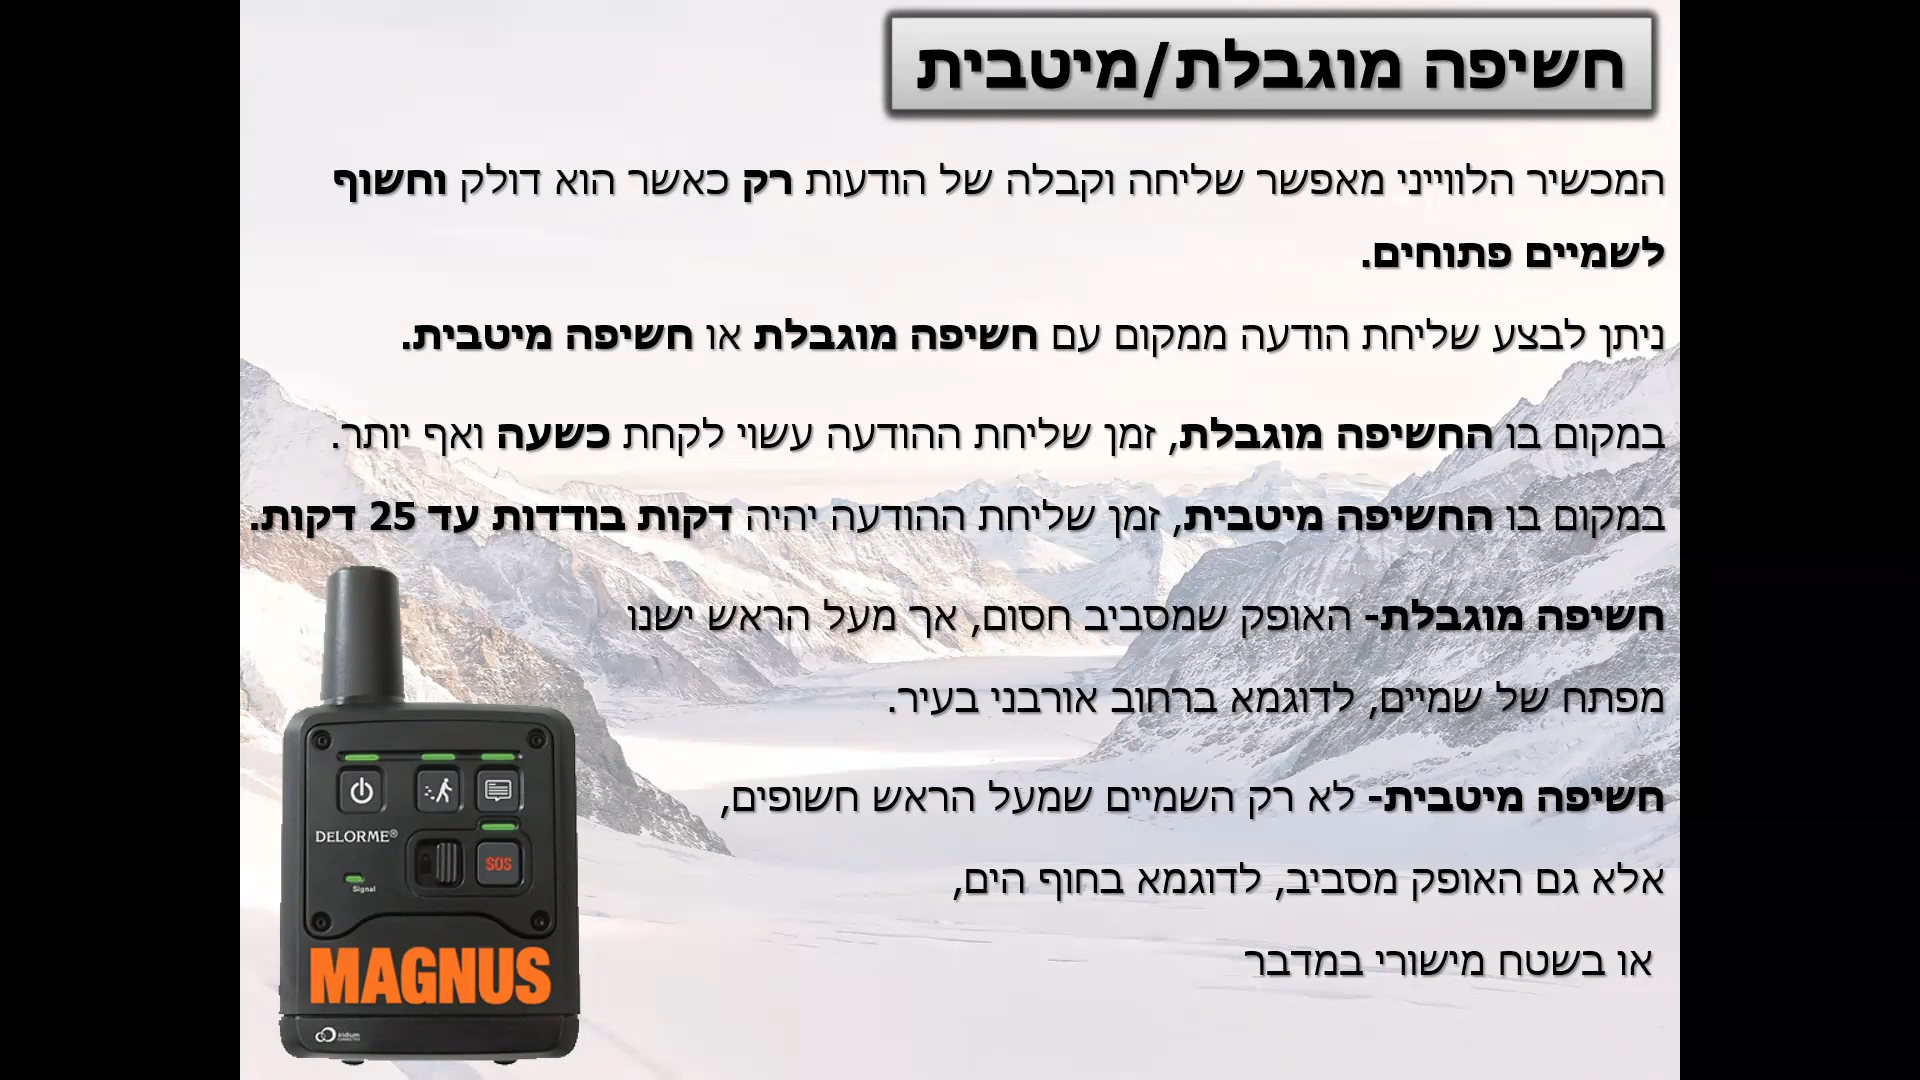 חשיפה מוגבלת/מיטבית
המכשיר הלווייני מאפשר שליחה וקבלה של הודעות רק כאשר הוא דולק וחשוף
לשמיים פתוחים.
ניתן לבצע שליחת הודעה ממקום עם חשיפה מוגבלת או חשיפה מיטבית.
במקום בו החשיפה מוגבלת, זמן שליחת ההודעה עשוי לקחת כשעה ואף יותר.
במקום בו החשיפה מיטבית, זמן שליחת ההודעה יהיה דקות בודדות עד 25 דקות.
חשיפה מוגבלת- האופק שמסביב חסום, אך מעל הראש ישנו
מפתח של שמיים, לדוגמא ברחוב אורבני בעיר.
חשיפה מיטבית- לא רק השמיים שמעל הראש חשופים,
אלא גם האופק מסביב, לדוגמא בחוף הים,
או בשטח מישורי במדבר
DELORME®
SOS
Signal
MAGNUS
iridium